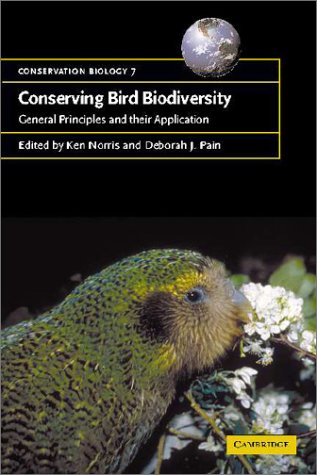 CONSERVATION BIOLOGY 7
Conserving Bird Biodiversity
General Principles and their Application
Edited by Ken Norris and Deborah J. Pain
CAMBRIDGE